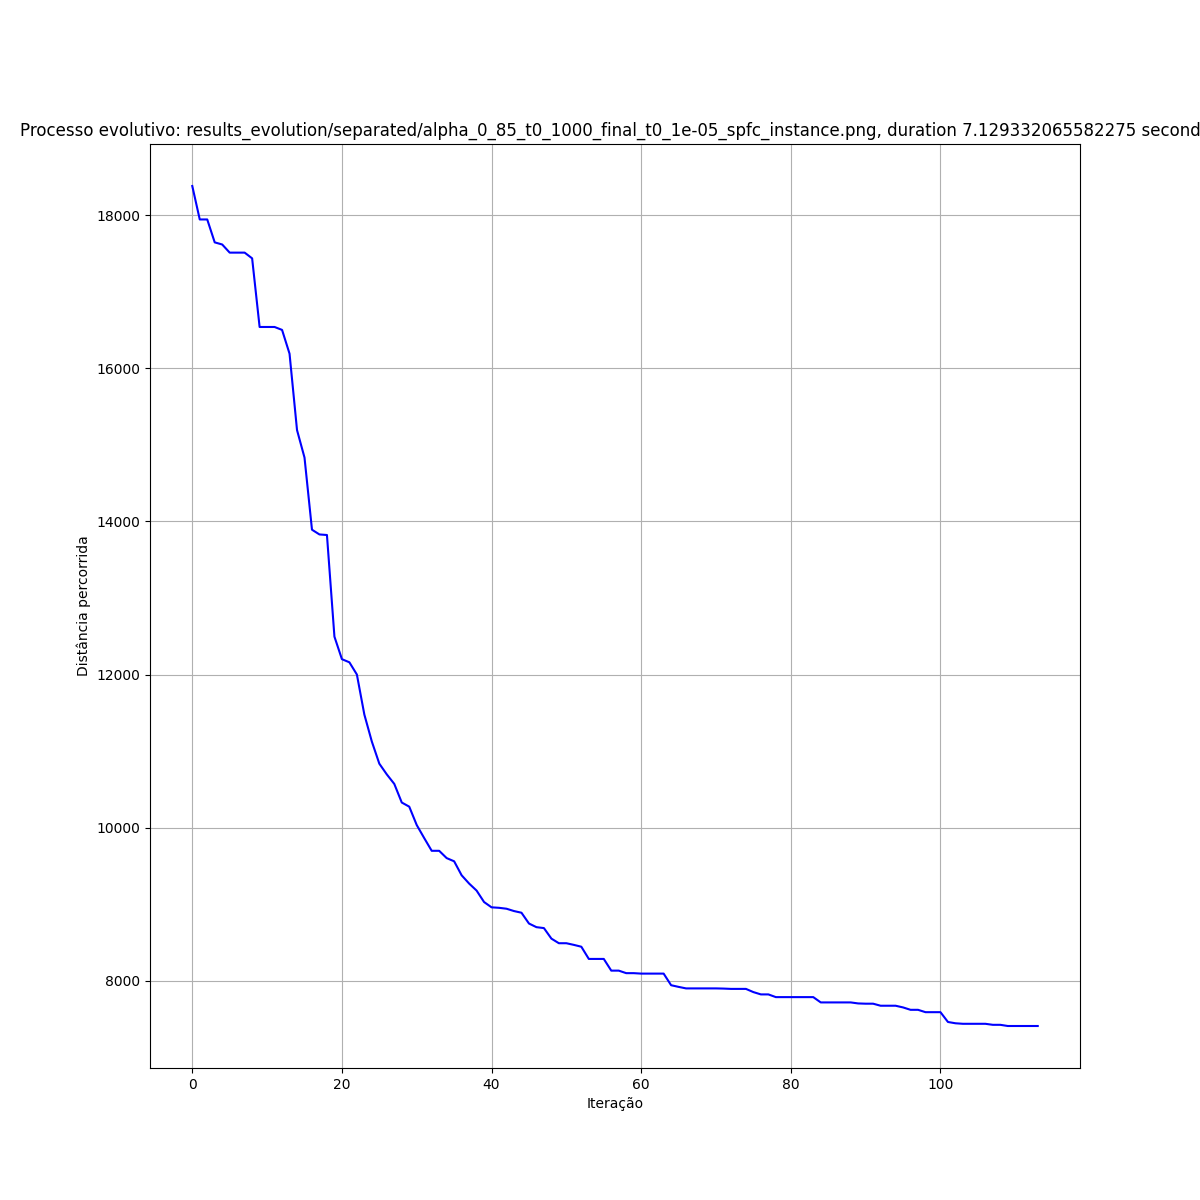 Processo evolutivo: results_evolution/separated/alpha_0_85_t0_1000_final_t0_1e-05_spfc_instance.png, duration 7.129332065582275 second
18000
16000
14000
12000
10000
8000
Distância percorrida
0 20 40 60 80 100
Iteração